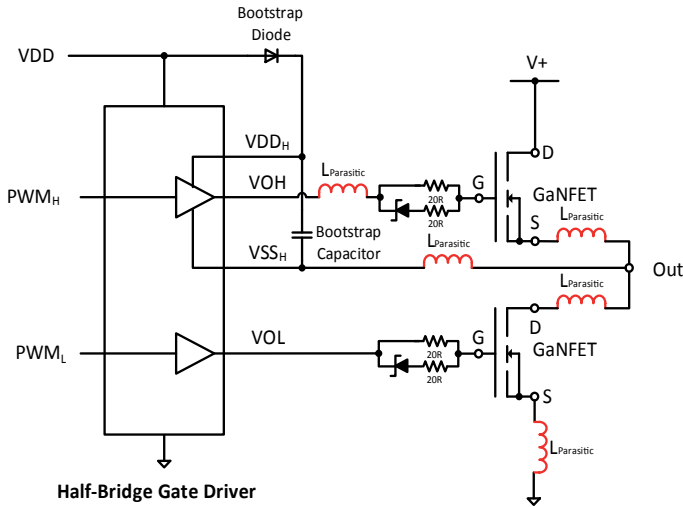 Bootstrap
Diode
VDD
V+
VDDH
D
LParasitic
G
GaNFET
PWMH
VOH
20R
20R
S
LParasitic
Bootstrap
Capacitor
LParasitic
VSSH
Out
LParasitic
D
PWML
VOL
G
GaNFET
20R
20R
S
LParasitic
Half-Bridge Gate Driver